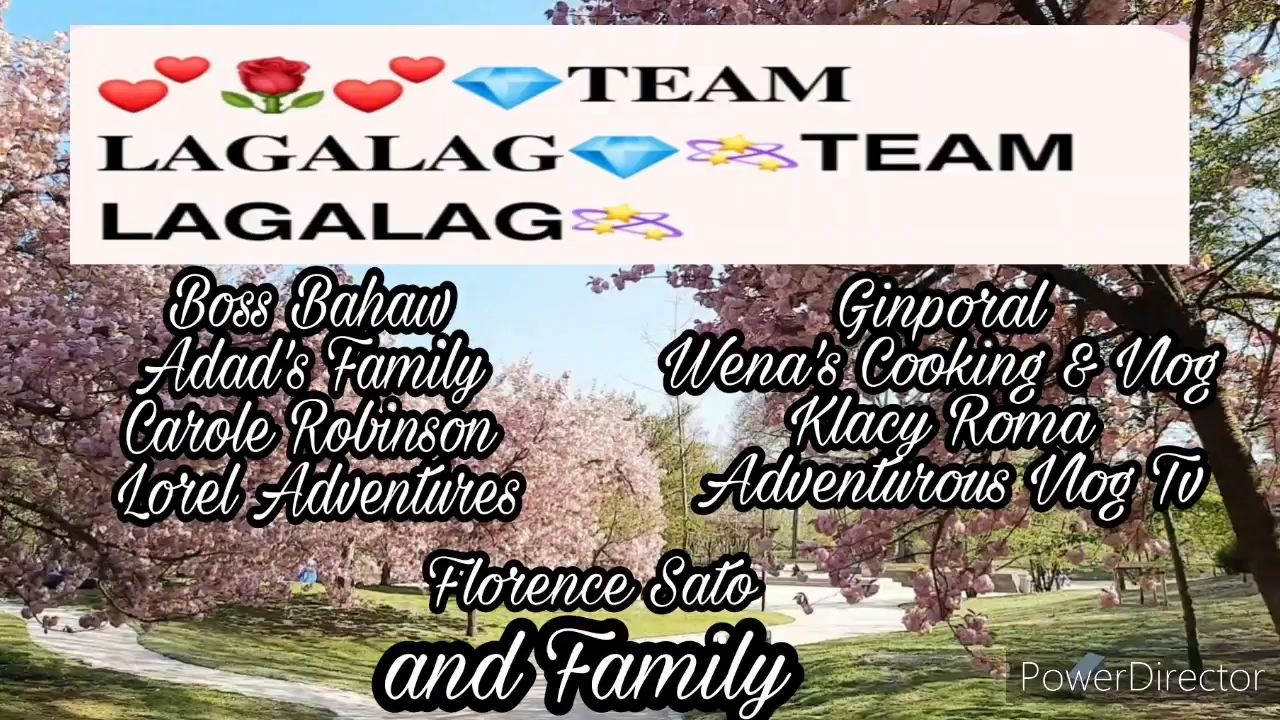 💕🌹💕💎TEAM
LAGALAG💎💫TEAM
LAGALAG💫
Boss Bahaw
Adad's Family
Carole Robinson
Lorel Adventures
Ginporal
Wena's Cooking & Vlog
Klacy Roma
Adventurous Vlog Tv
Florence Sato
and Family
PowerDirector